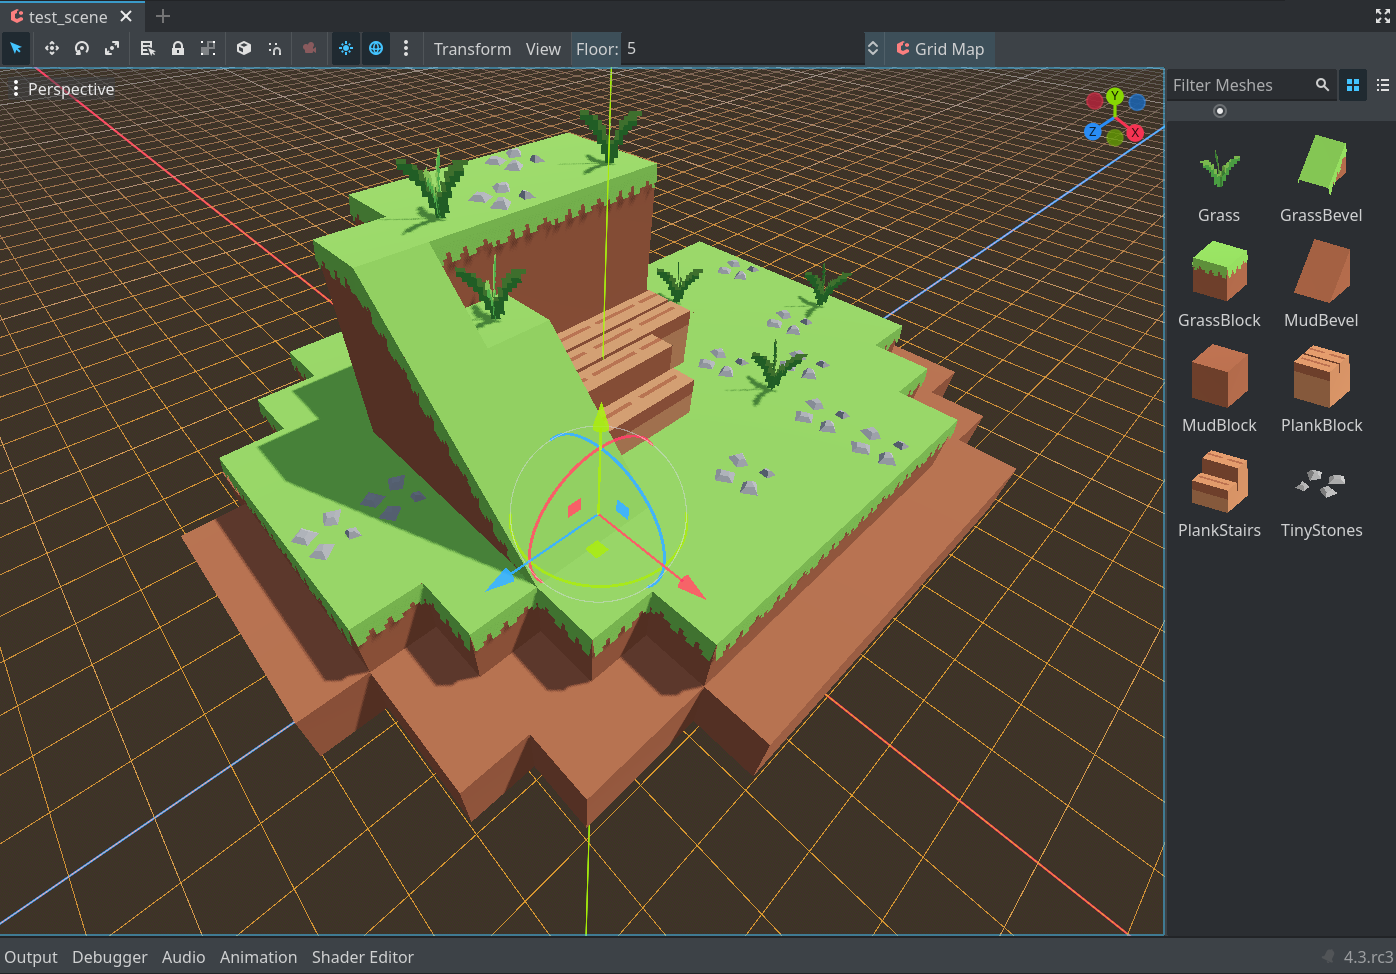 test_scene
Transform View Floor: 5 Grid Map
Perspective
Y
Z X
Filter Meshes
Grass GrassBevel
GrassBlock MudBevel
MudBlock PlankBlock
PlankStairs TinyStones
Output Debugger Audio Animation Shader Editor 4.3.rc3